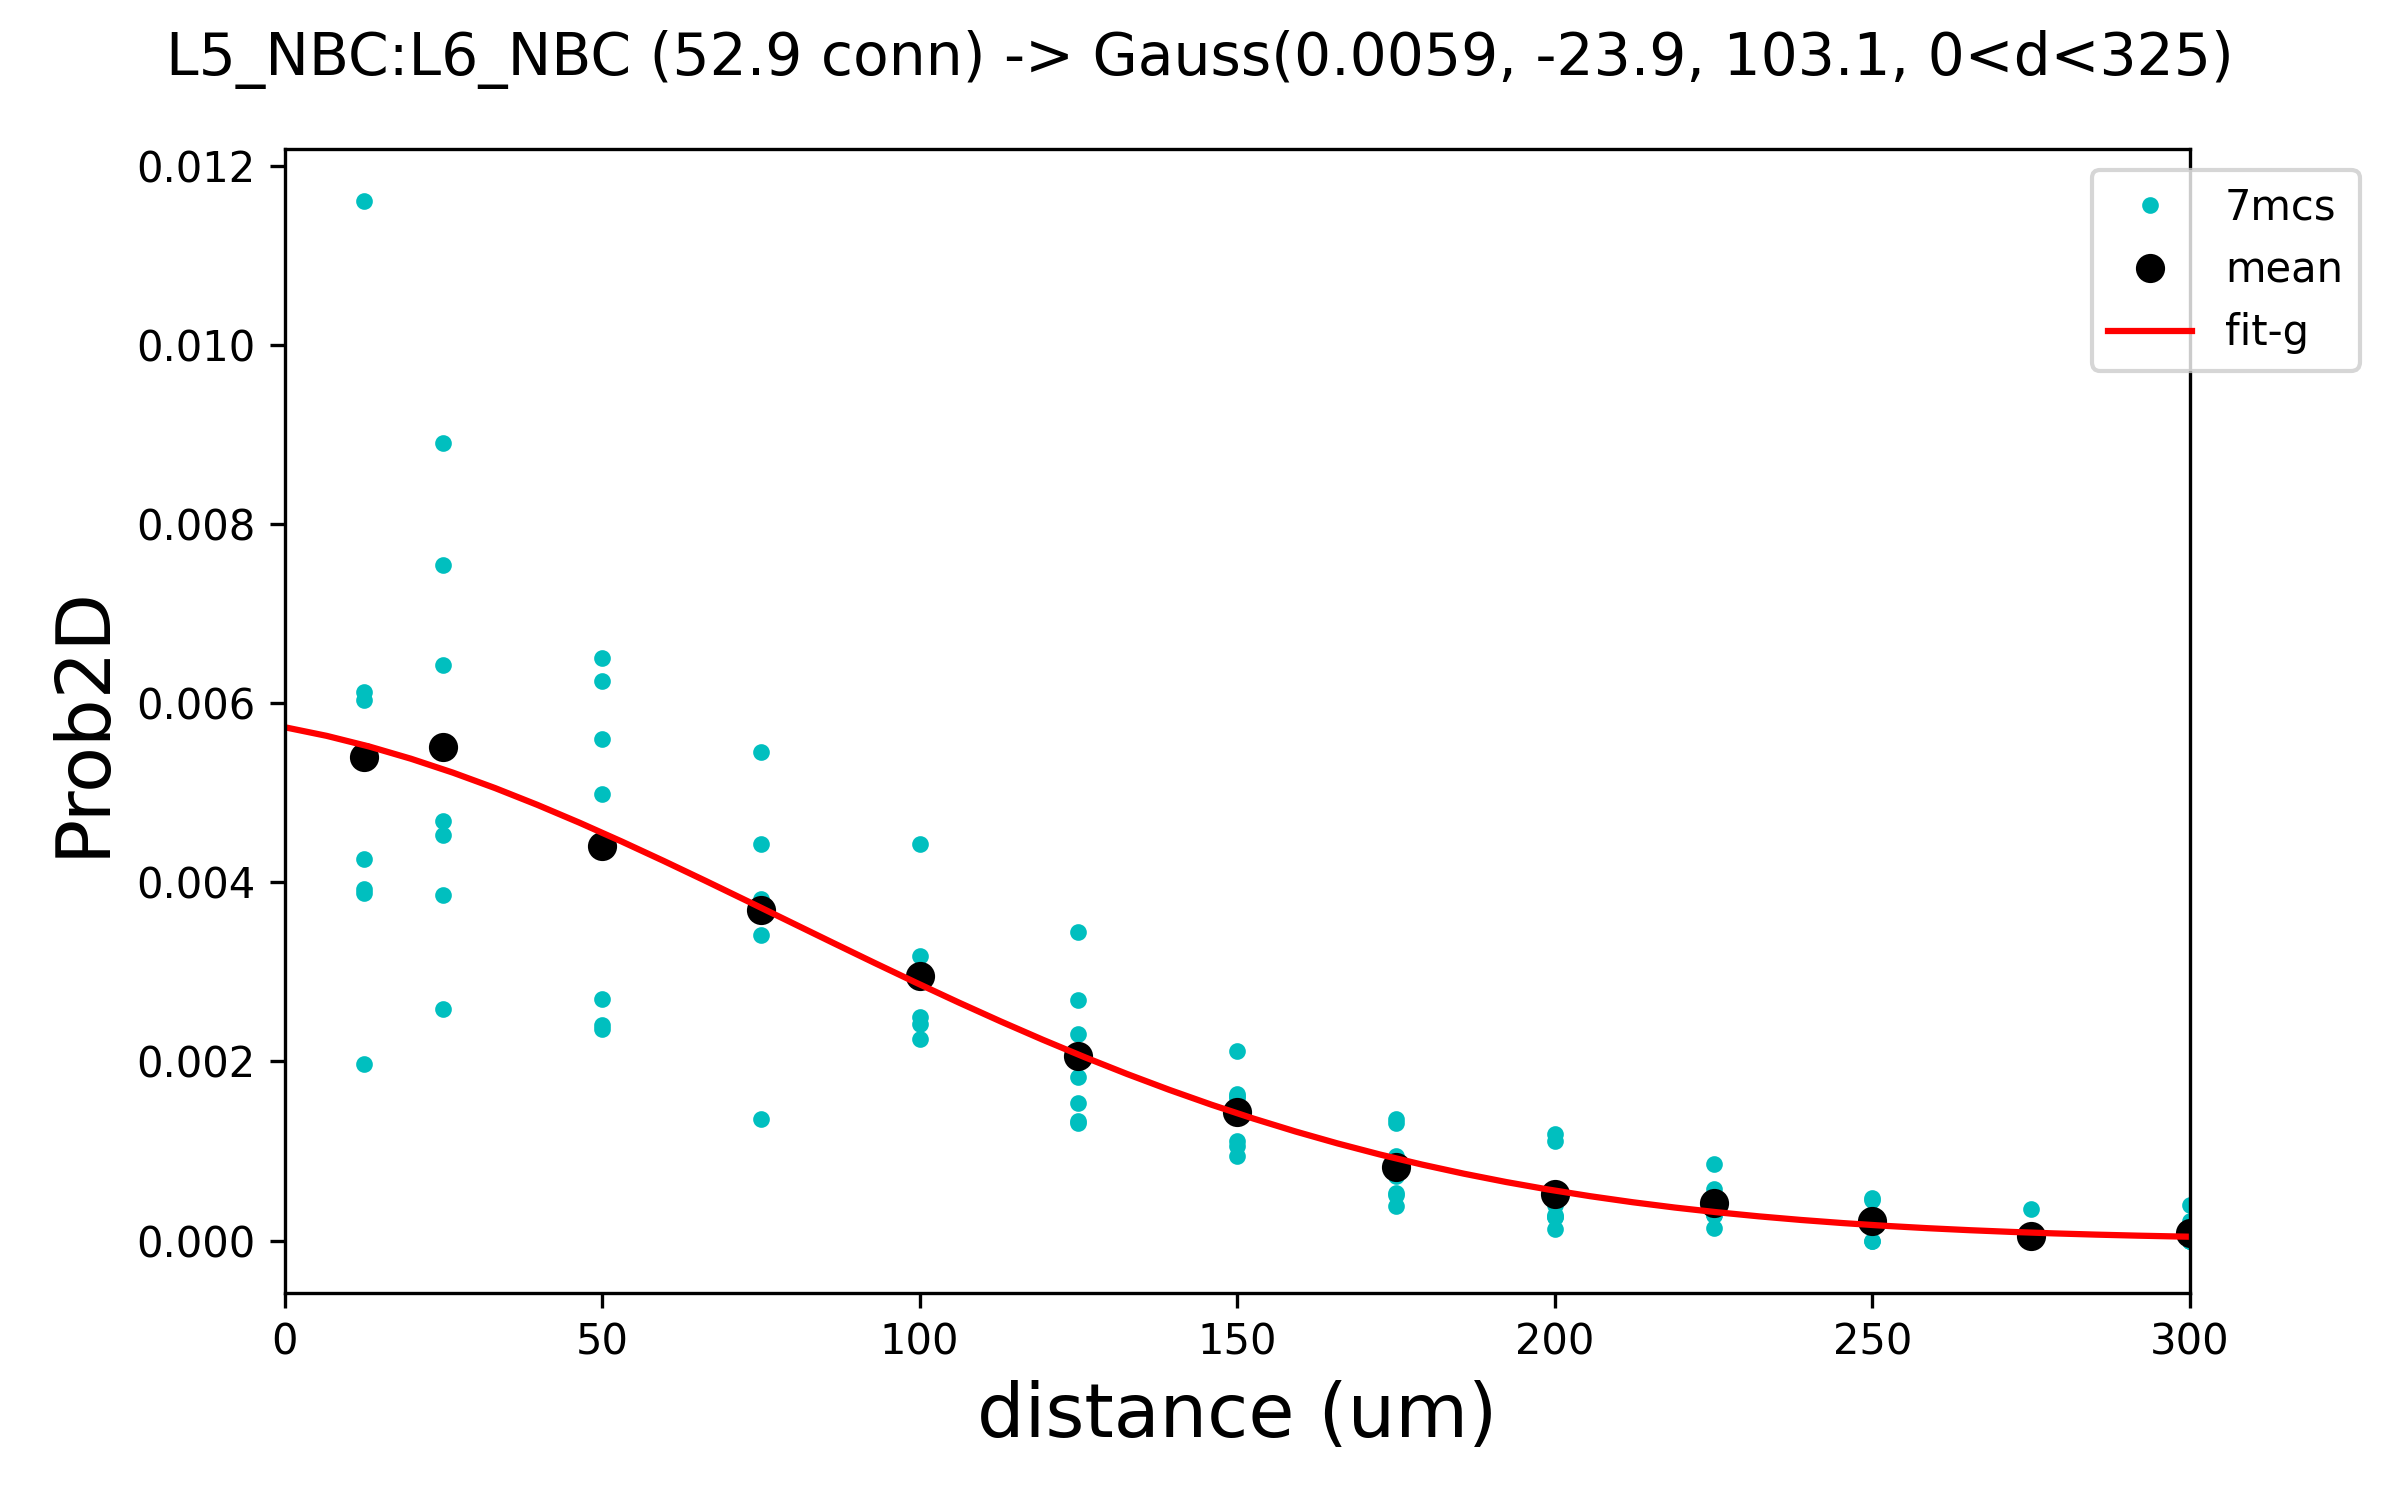 L5_NBC:L6_NBC (52.9 conn) -> Gauss(0.0059, -23.9, 103.1, 0<d<325)
7mcs
mean
fit-g
0.012
0.010
0.008
0.006
0.004
0.002
0.000
Prob2D
0
50
100
150
200
250
300
distance (um)